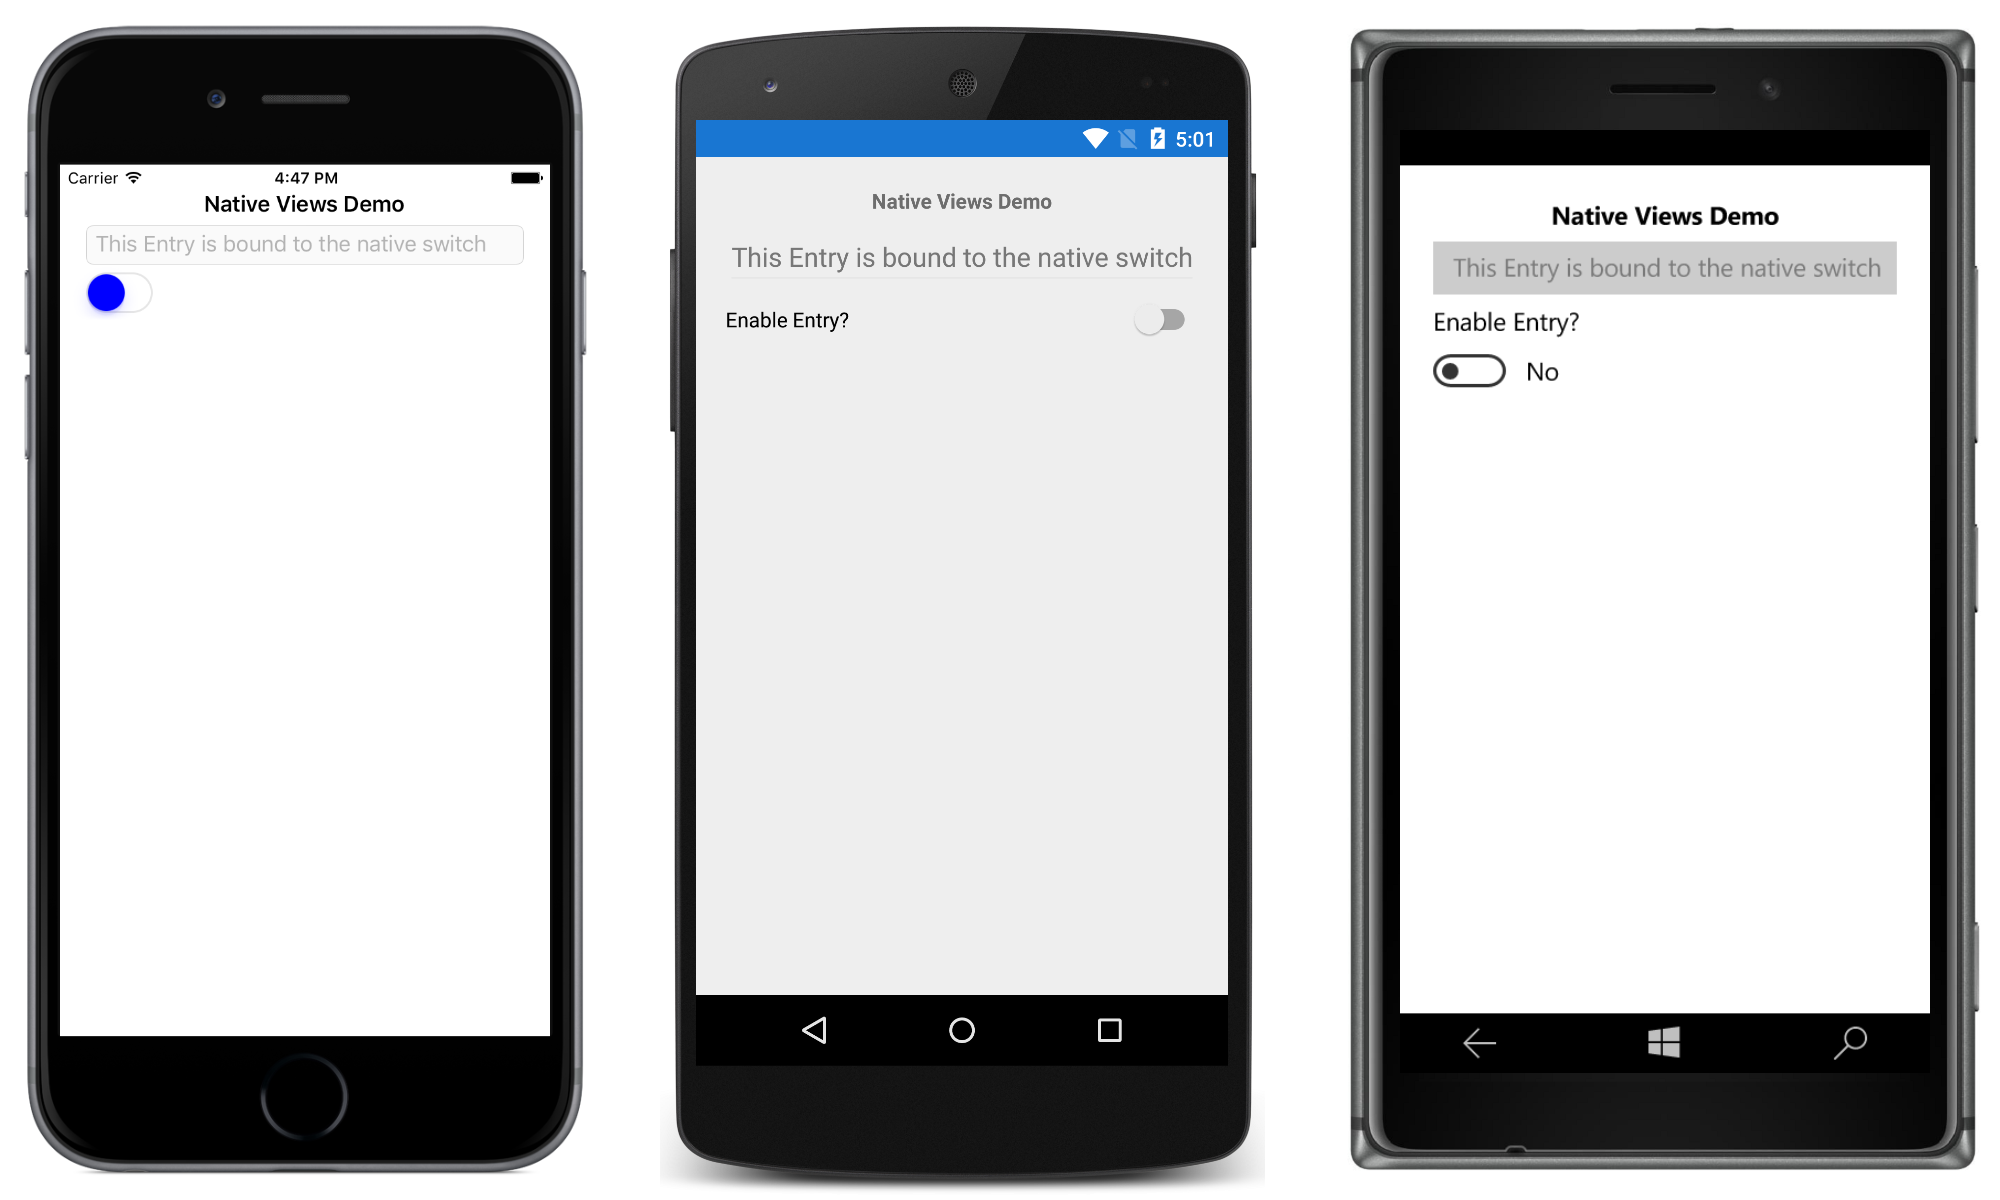 Carrier 4:47 PM
Native Views Demo
This Entry is bound to the native switch
5:01
Native Views Demo
This Entry is bound to the native switch
Enable Entry?
Native Views Demo
This Entry is bound to the native switch
Enable Entry?
No